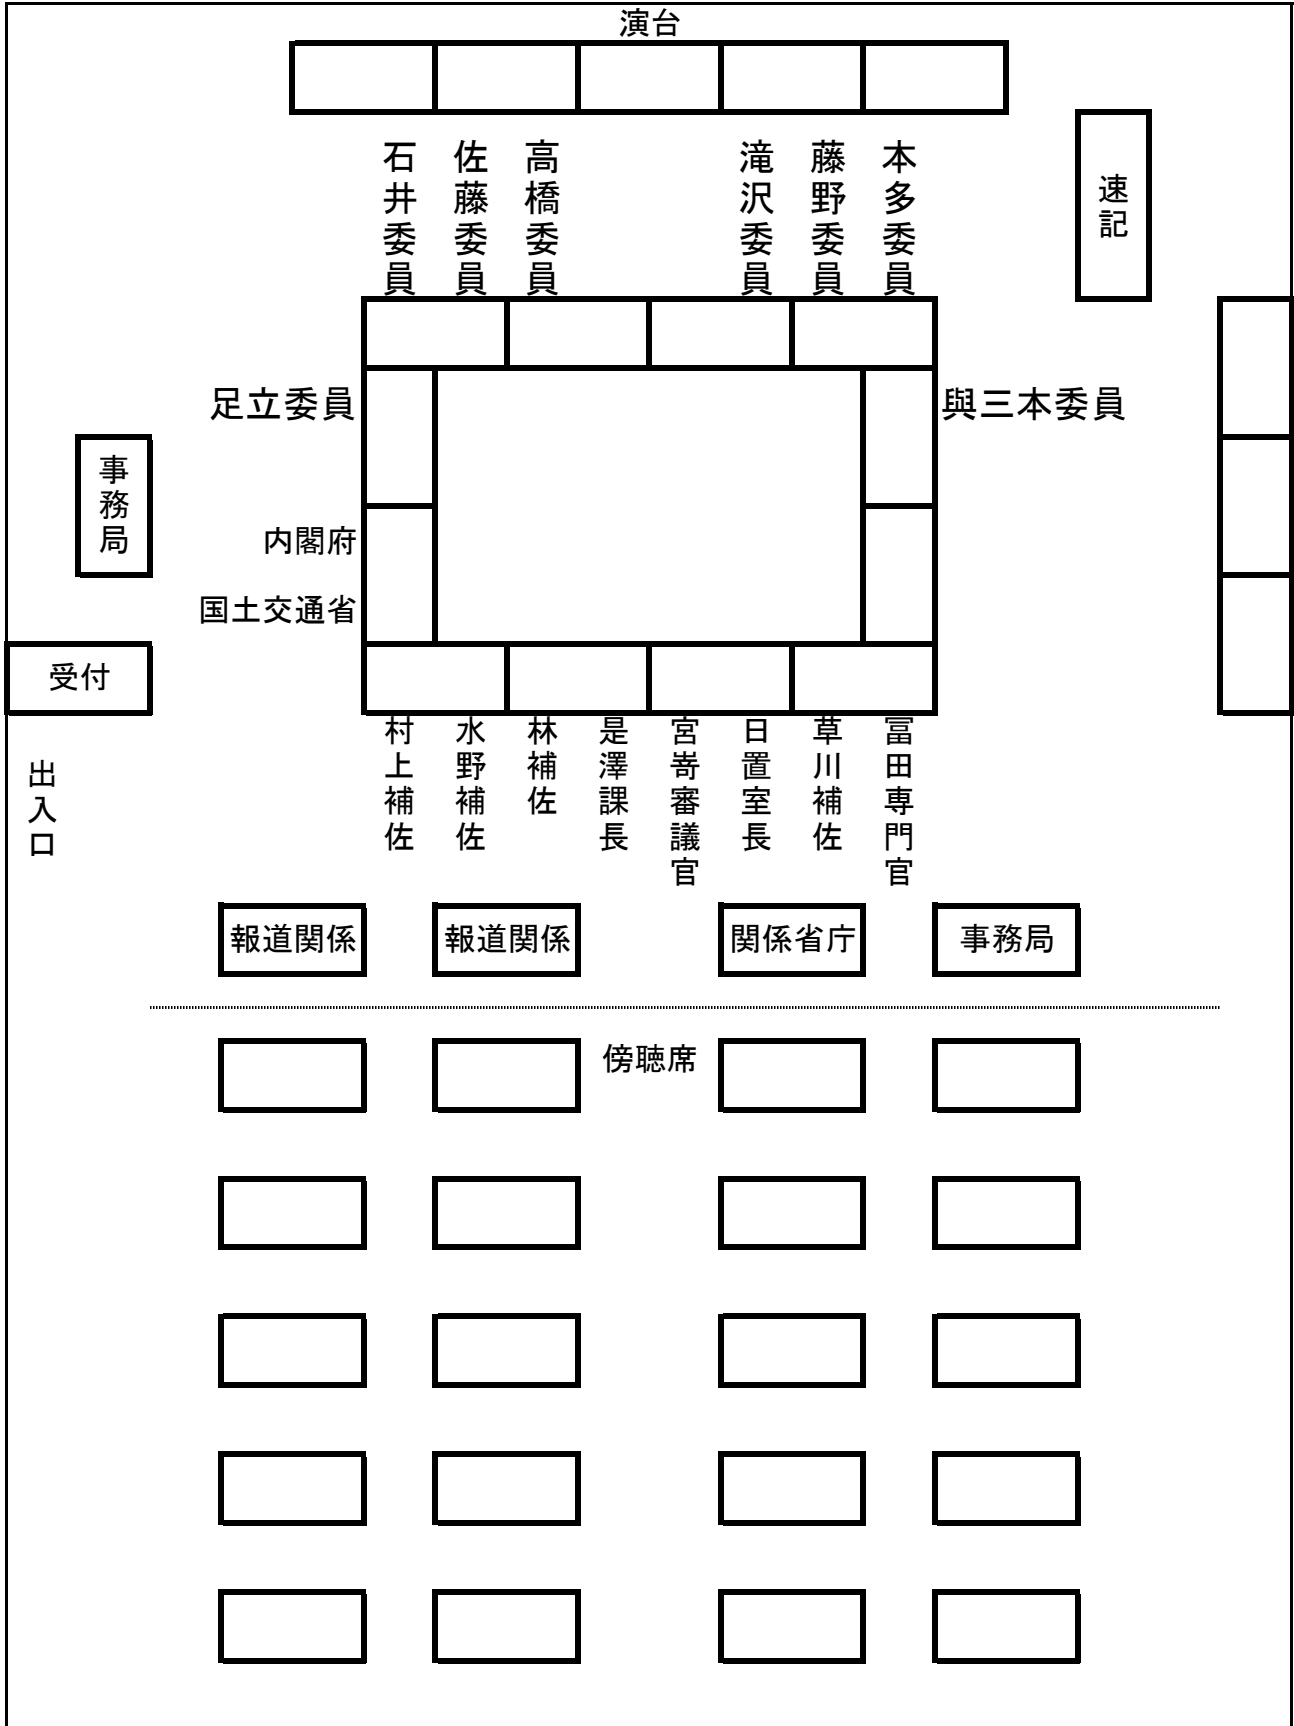 演台
石井委員
佐藤委員
高橋委員
滝沢委員
藤野委員
本多委員
速記
足立委員
與三本委員
事務局
内閣府
国土交通省
受付
村上補佐
水野補佐
林補佐
是澤課長
宮嵜審議官
日置室長
草川補佐
冨田専門官
出入口
報道関係
報道関係
関係省庁
事務局
傍聴席